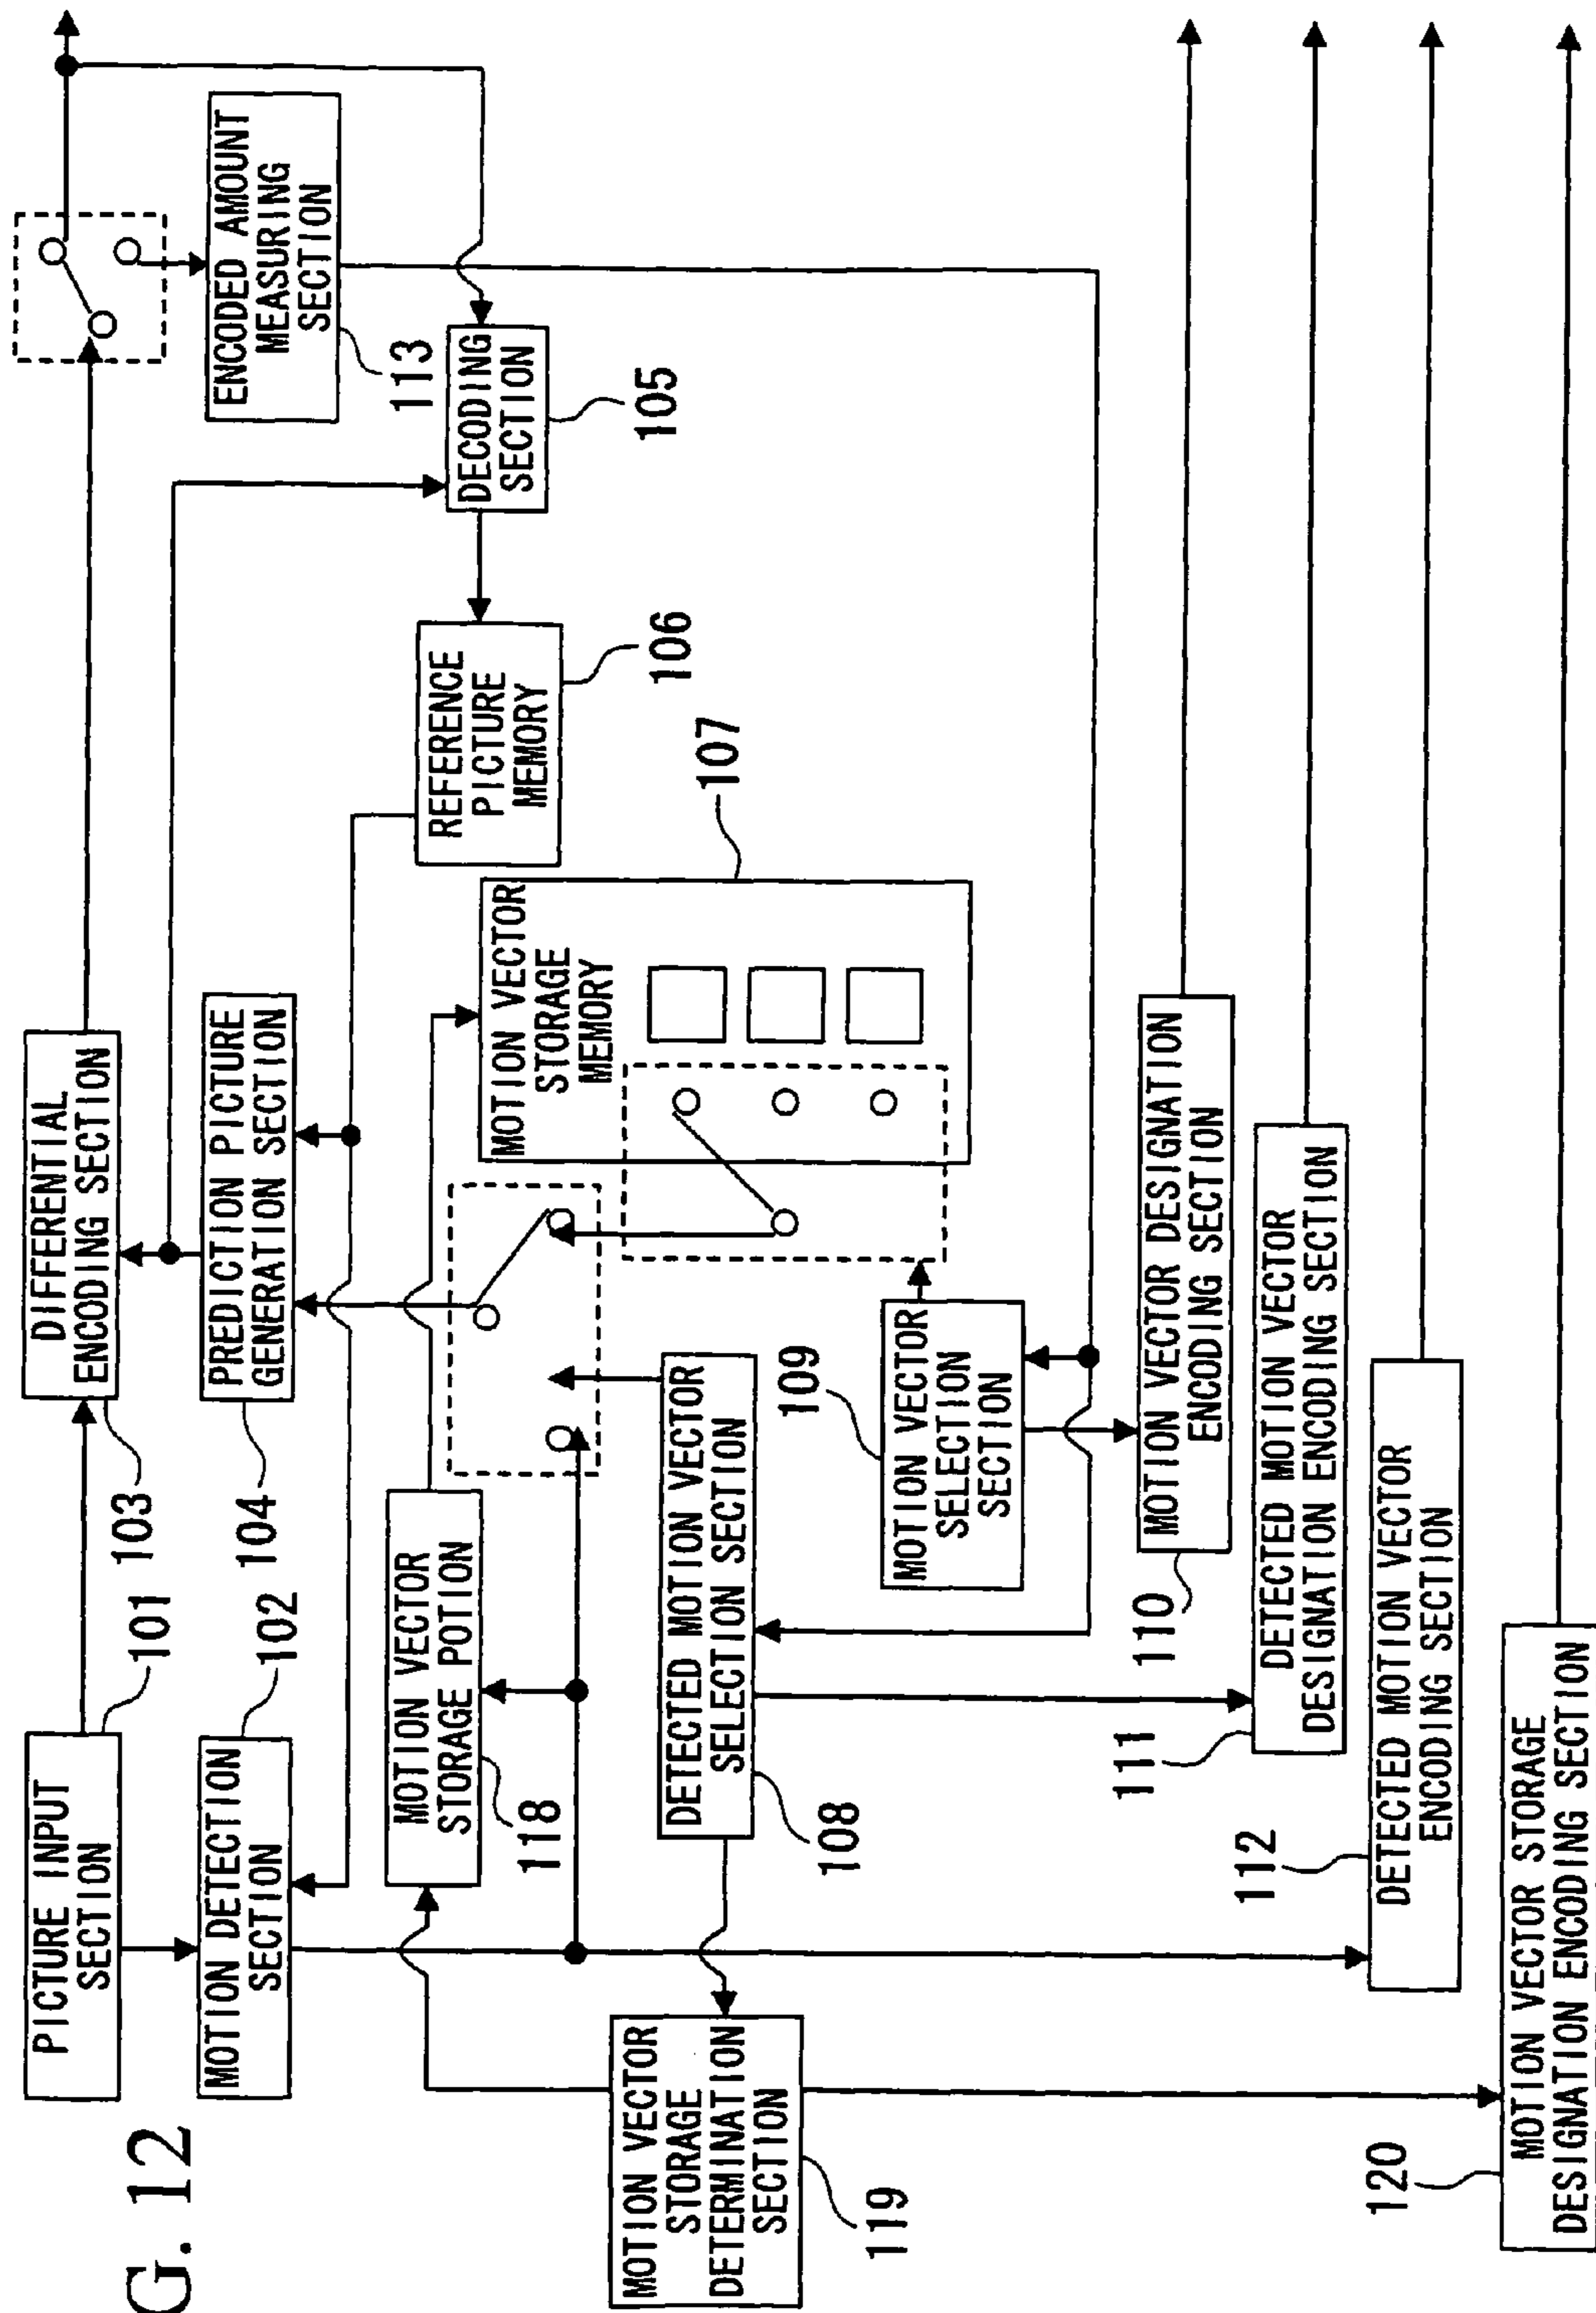 G. 12
PICTURE INPUT
SECTION
101
DIFFERENTIAL
ENCODING SECTION
103
MOTION DETECTION
SECTION
102
PREDICTION PICTURE
GENERATION SECTION
104
ENCODED AMOUNT
MEASURING
SECTION
113
DECODING
SECTION
105
REFERENCE
PICTURE
MEMORY
106
MOTION VECTOR
STORAGE POTION
118
MOTION VECTOR
STORAGE
MEMORY
107
MOTION VECTOR
STORAGE
DETERMINATION
SECTION
119
DETECTED MOTION VECTOR
SELECTION SECTION
108
MOTION VECTOR
SELECTION
SECTION
109
MOTION VECTOR DESIGNATION
ENCODING SECTION
110
DETECTED MOTION VECTOR
DESIGNATION ENCODING SECTION
111
DETECTED MOTION VECTOR
ENCODING SECTION
112
MOTION VECTOR STORAGE
DESIGNATION ENCODING SECTION
120